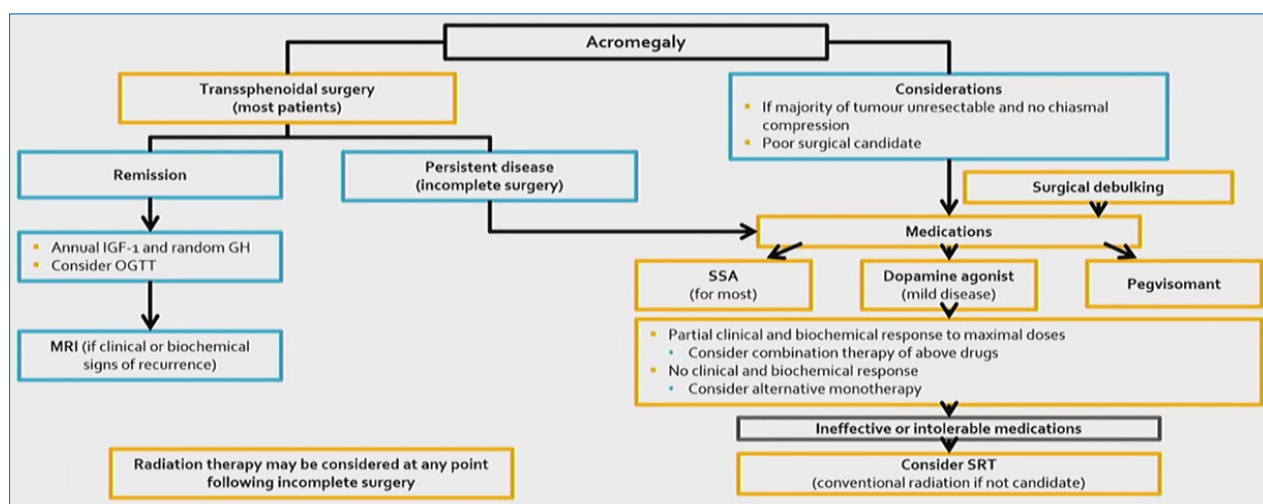 Acromegaly
Transsphenoidal surgery
(most patients)
Considerations
▪ If majority of tumour unresectable and no chiasmal
compression
▪ Poor surgical candidate
Remission
Persistent disease
(incomplete surgery)
Surgical debulking
Medications
▪ Annual IGF-1 and random GH
▪ Consider OGTT
SSA
(for most)
Dopamine agonist
(mild disease)
Pegvisomant
MRI (if clinical or biochemical
signs of recurrence)
▪ Partial clinical and biochemical response to maximal doses
• Consider combination therapy of above drugs
▪ No clinical and biochemical response
• Consider alternative monotherapy
Ineffective or intolerable medications
Radiation therapy may be considered at any point
following incomplete surgery
Consider SRT
(conventional radiation if not candidate)